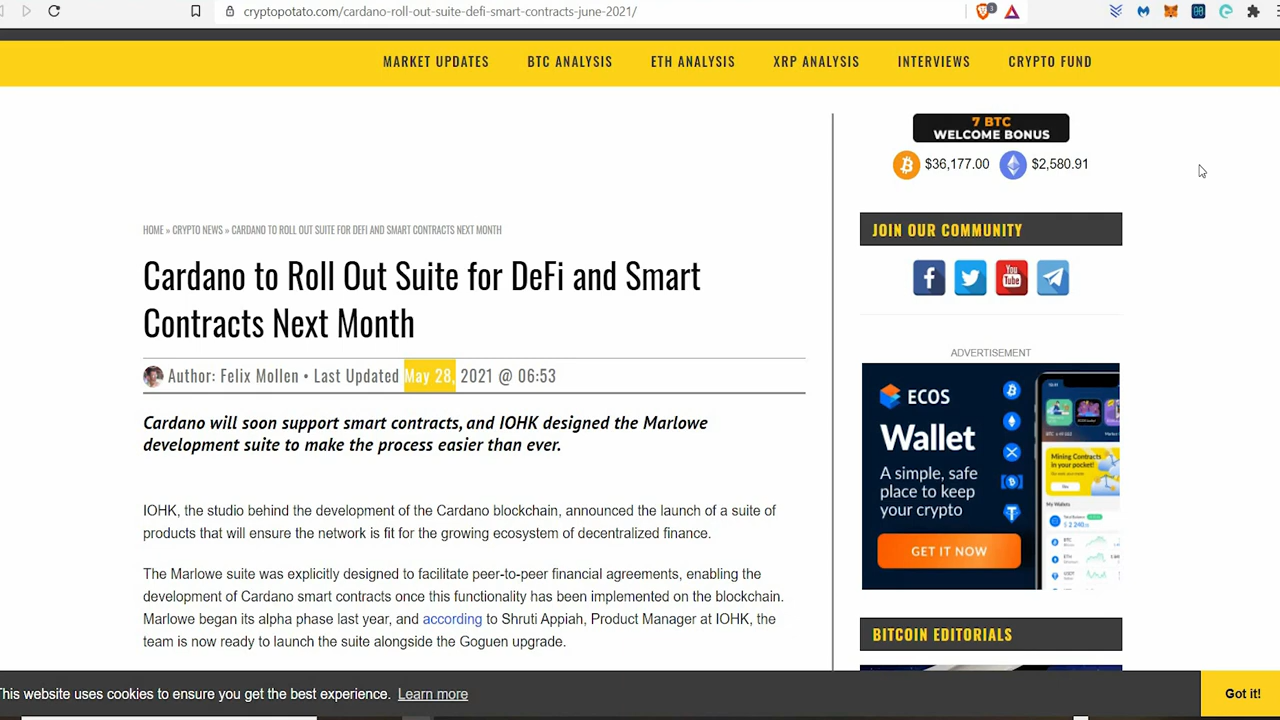 cryptopotato.com/cardano-roll-out-suite-defi-smart-contracts-june-2021/
3
MARKET UPDATES BTC ANALYSIS ETH ANALYSIS XRP ANALYSIS INTERVIEWS CRYPTO FUND
7 BTC
WELCOME BONUS
$36,177.00 $2,580.91
HOME » CRYPTO NEWS » CARDANO TO ROLL OUT SUITE FOR DEFI AND SMART CONTRACTS NEXT MONTH
Cardano to Roll Out Suite for DeFi and Smart
Contracts Next Month
Author: Felix Mollen • Last Updated May 28, 2021 @ 06:53
Cardano will soon support smart contracts, and IOHK designed the Marlowe
development suite to make the process easier than ever.
IOHK, the studio behind the development of the Cardano blockchain, announced the launch of a suite of
products that will ensure the network is fit for the growing ecosystem of decentralized finance.
The Marlowe suite was explicitly designed to facilitate peer-to-peer financial agreements, enabling the
development of Cardano smart contracts once this functionality has been implemented on the blockchain.
Marlowe began its alpha phase last year, and according to Shruti Appiah, Product Manager at IOHK, the
team is now ready to launch the suite alongside the Goguen upgrade.
JOIN OUR COMMUNITY
You
Tube
ADVERTISEMENT
ECOS
Wallet
A simple, safe
place to keep
your crypto
GET IT NOW
Mining Contracts
in your pocket!
BITCOIN EDITORIALS
This website uses cookies to ensure you get the best experience. Learn more
Got it!